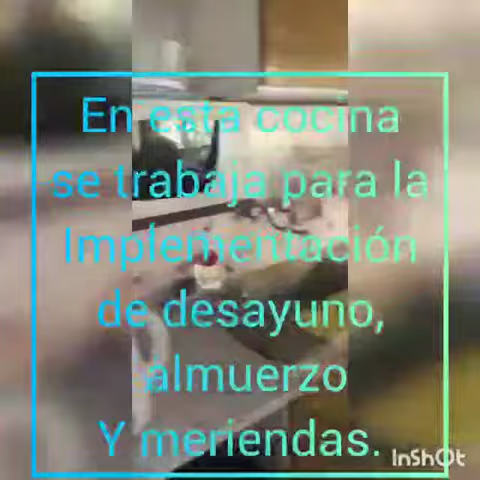 En esta cocina
se trabaja para la
Implementación
de desayuno,
almuerzo
Y meriendas.
InShOt